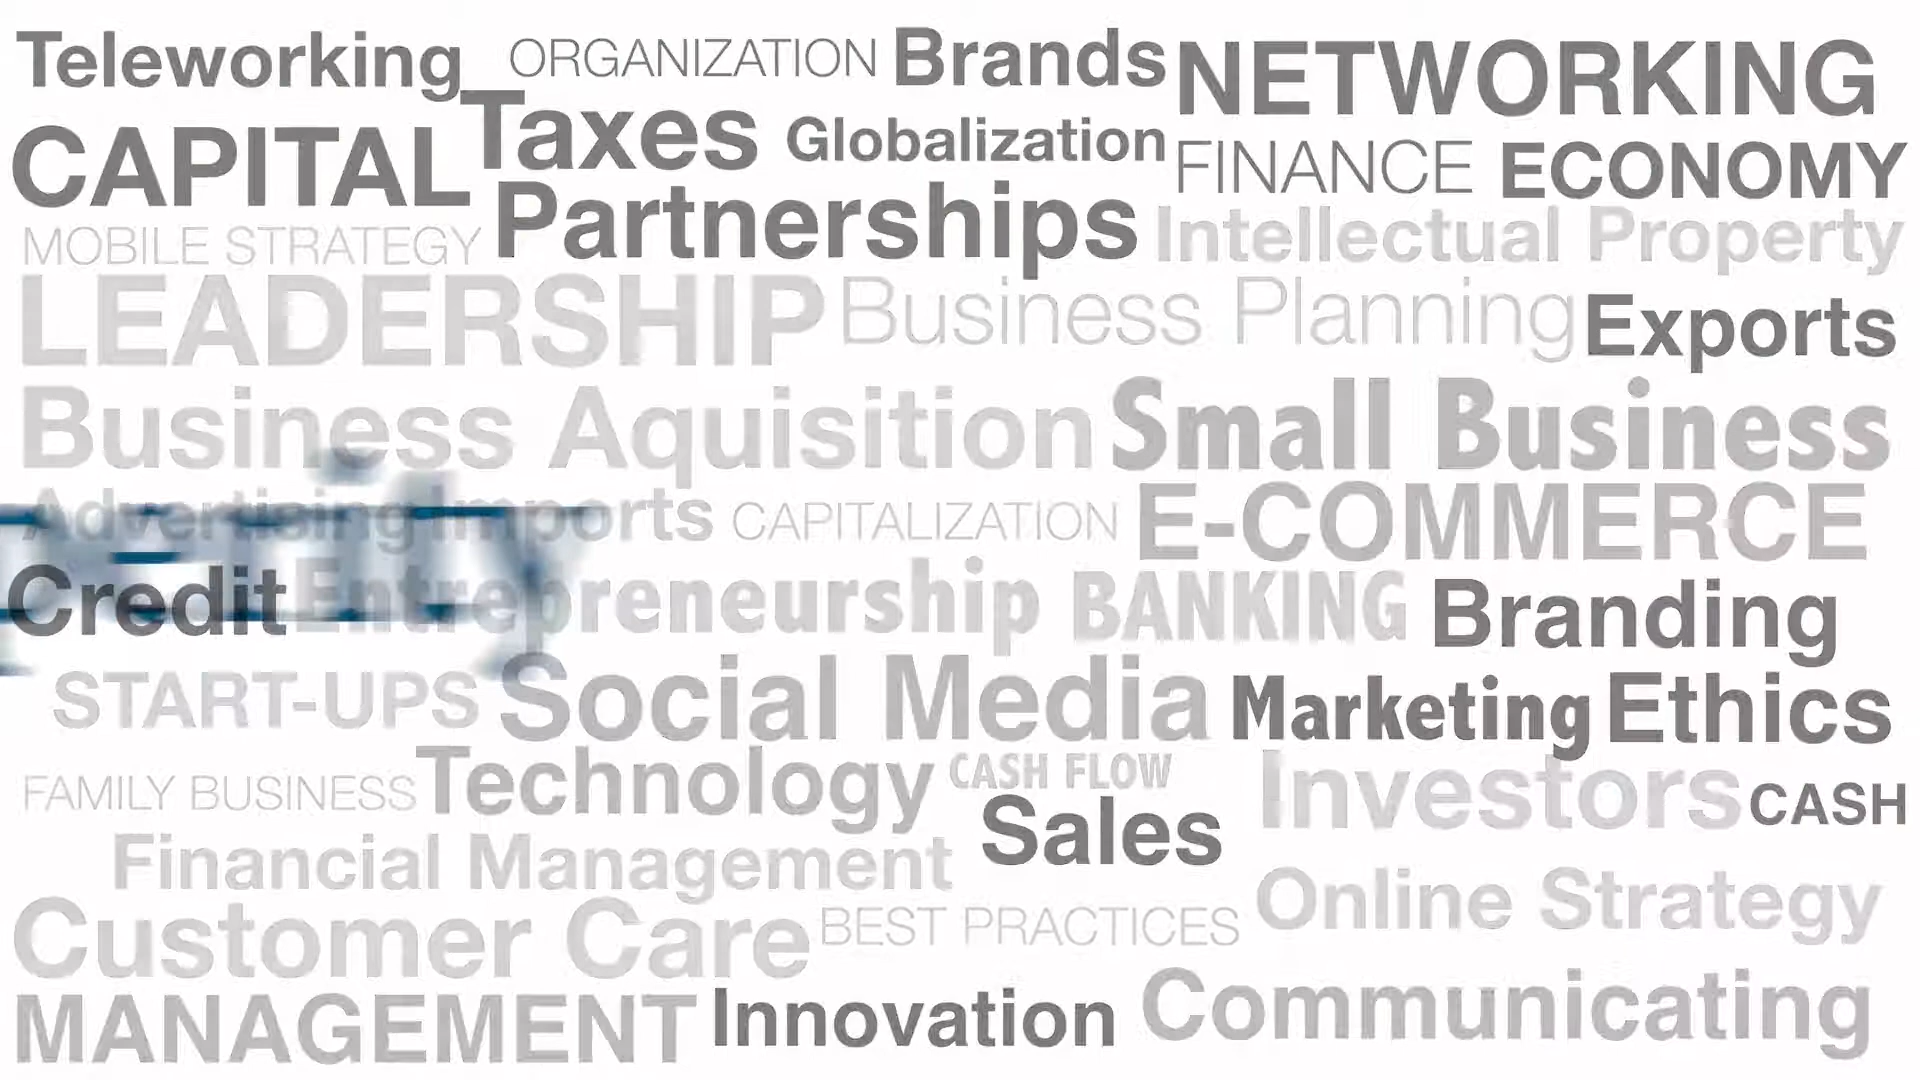 Teleworking ORGANIZATION Brands NETWORKING
CAPITAL Taxes Globalization FINANCE ECONOMY
MOBILE STRATEGY Partnerships Intellectual Property
LEADERSHIP Business Planning Exports
Business Aquisition Small Business
Advertising Imports CAPITALIZATION E-COMMERCE
Credit Entrepreneurship BANKING Branding
START-UPS Social Media Marketing Ethics
FAMILY BUSINESS Technology CASH FLOW Investors CASH
Financial Management Sales Online Strategy
Customer Care BEST PRACTICES
MANAGEMENT Innovation Communicating